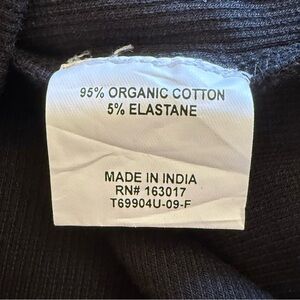 95% ORGANIC COTTON
5% ELASTANE
MADE IN INDIA
RN# 163017
T69904U-09-F